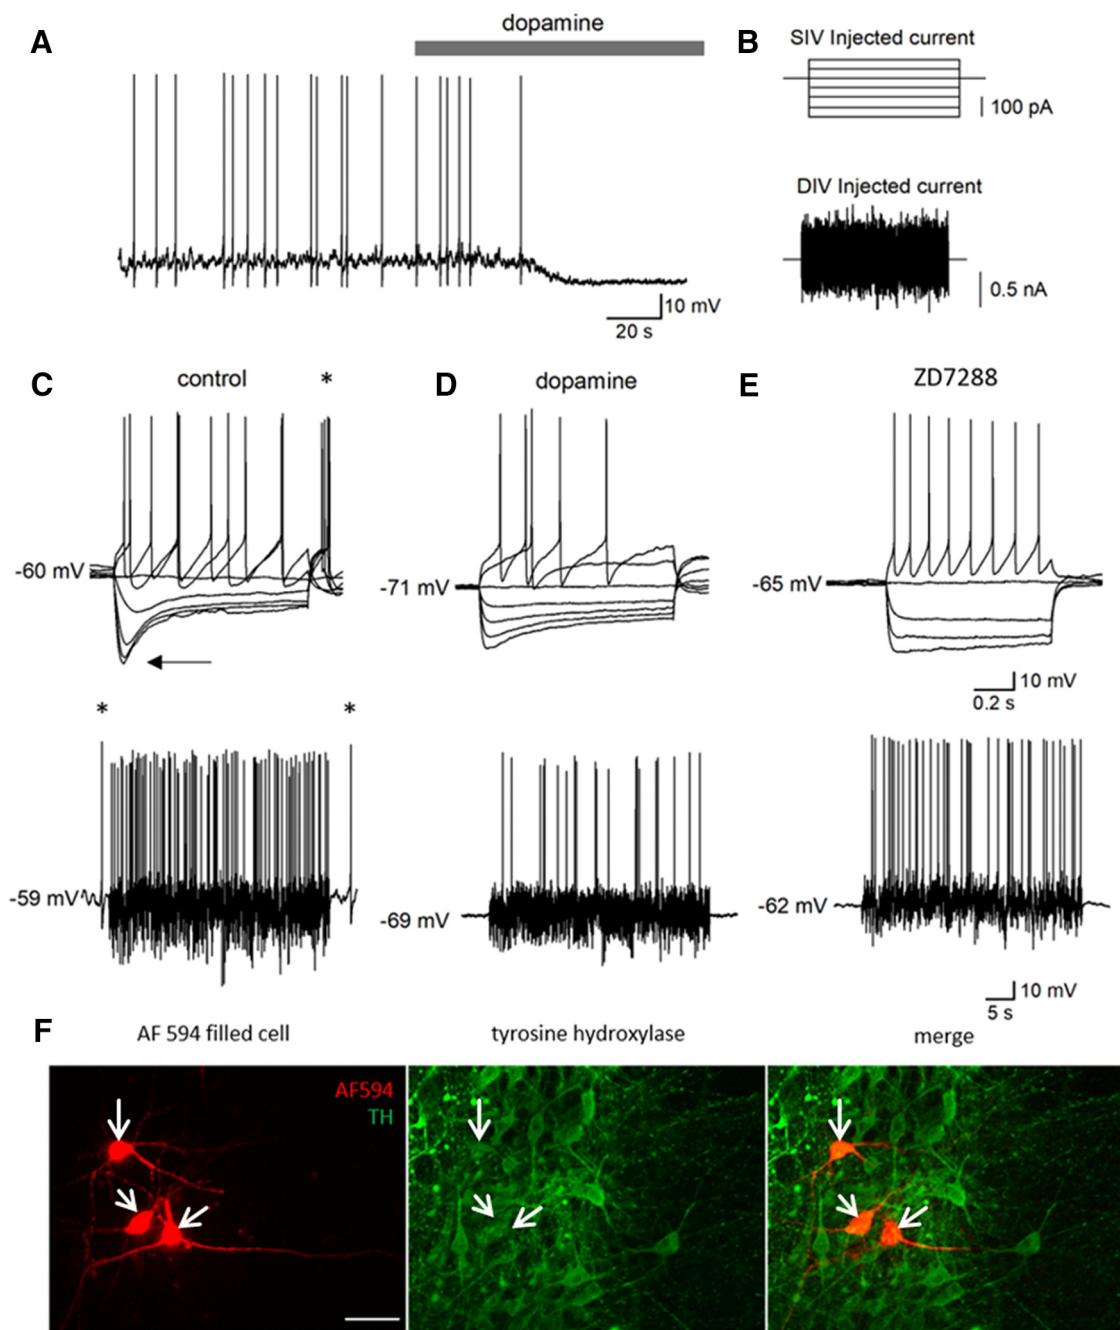 A
dopamine
10 mV
20 s
B
SIV Injected current
100 pA
DIV Injected current
0.5 nA
C
control
*
D
dopamine
E
ZD7288
-60 mV
-71 mV
-65 mV
10 mV
0.2 s
*
*
-59 mV
-69 mV
-62 mV
10 mV
5 s
F
AF 594 filled cell
tyrosine hydroxylase
merge
AF594
TH